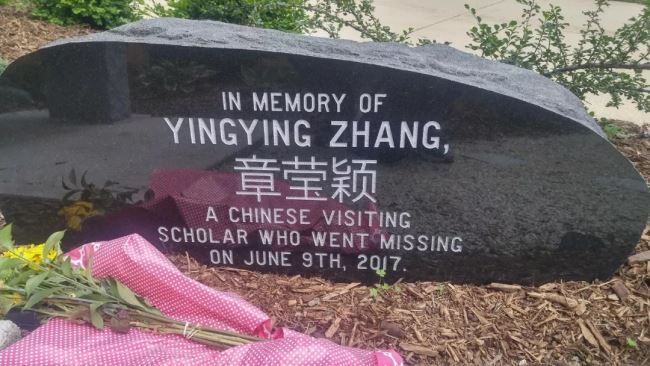 IN MEMORY OF
YINGYING ZHANG,
章莹颖
A CHINESE VISITING
SCHOLAR WHO WENT MISSING
ON JUNE 9TH, 2017.